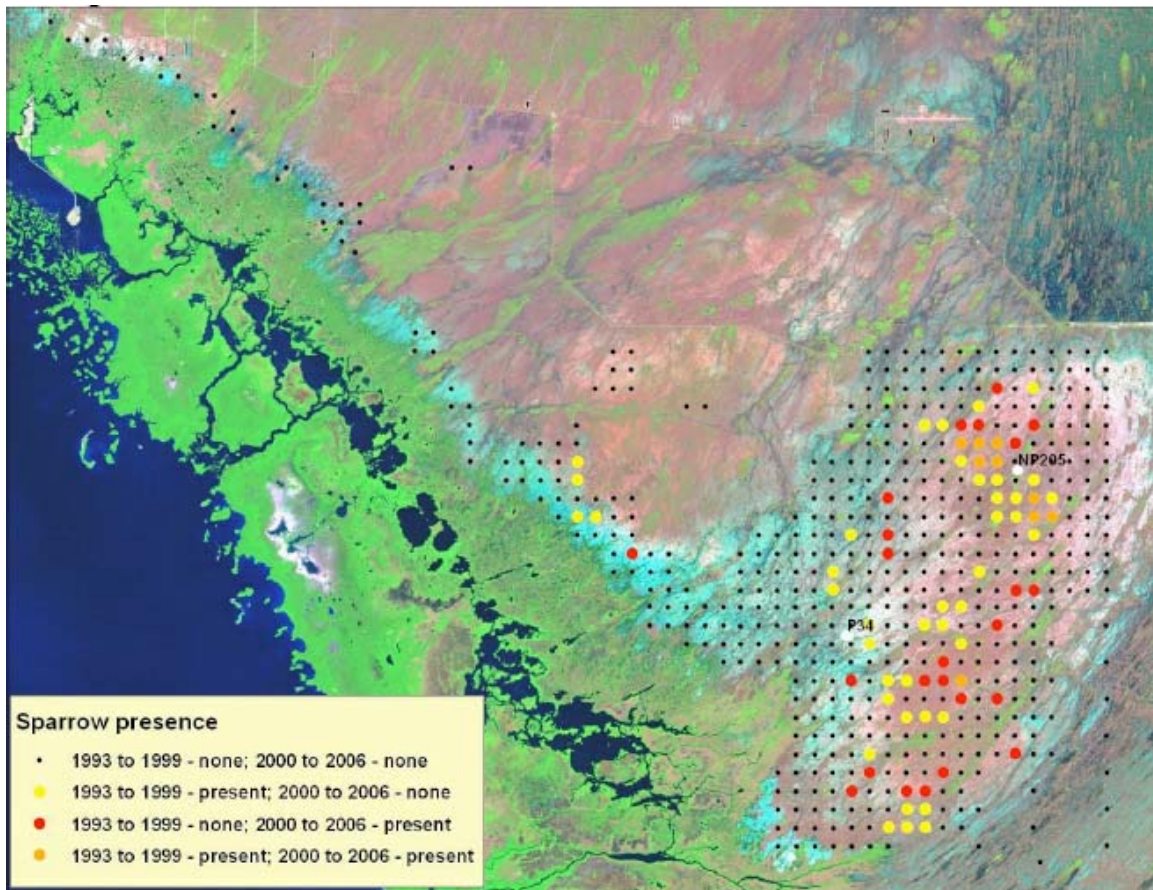 NP205
P34
Sparrow presence
1993 to 1999 - none; 2000 to 2006 - none
1993 to 1999 - present; 2000 to 2006 - none
1993 to 1999 - none; 2000 to 2006 - present
1993 to 1999 - present; 2000 to 2006 - present